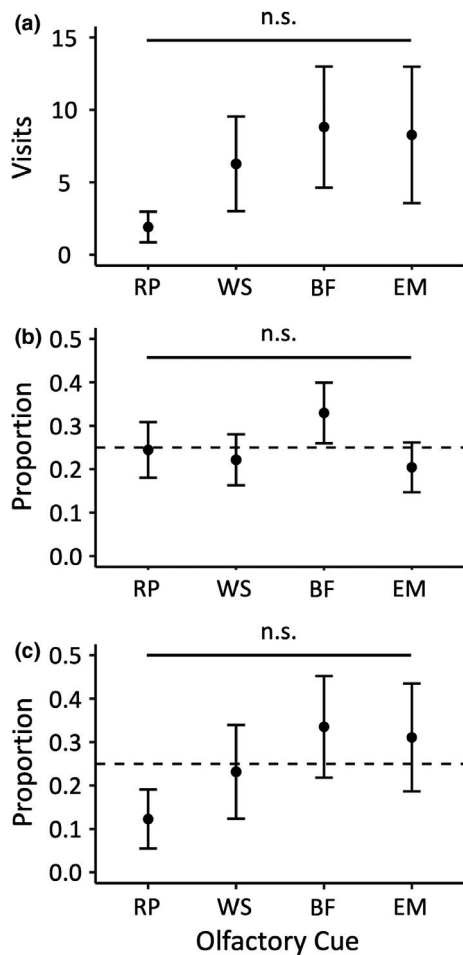 (a)
n.s.
15
10
5
0
Visits
RP WS BF EM
(b)
n.s.
0.5
0.4
0.3
0.2
0.1
0.0
Proportion
RP WS BF EM
(c)
n.s.
0.5
0.4
0.3
0.2
0.1
0.0
Proportion
RP WS BF EM
Olfactory Cue